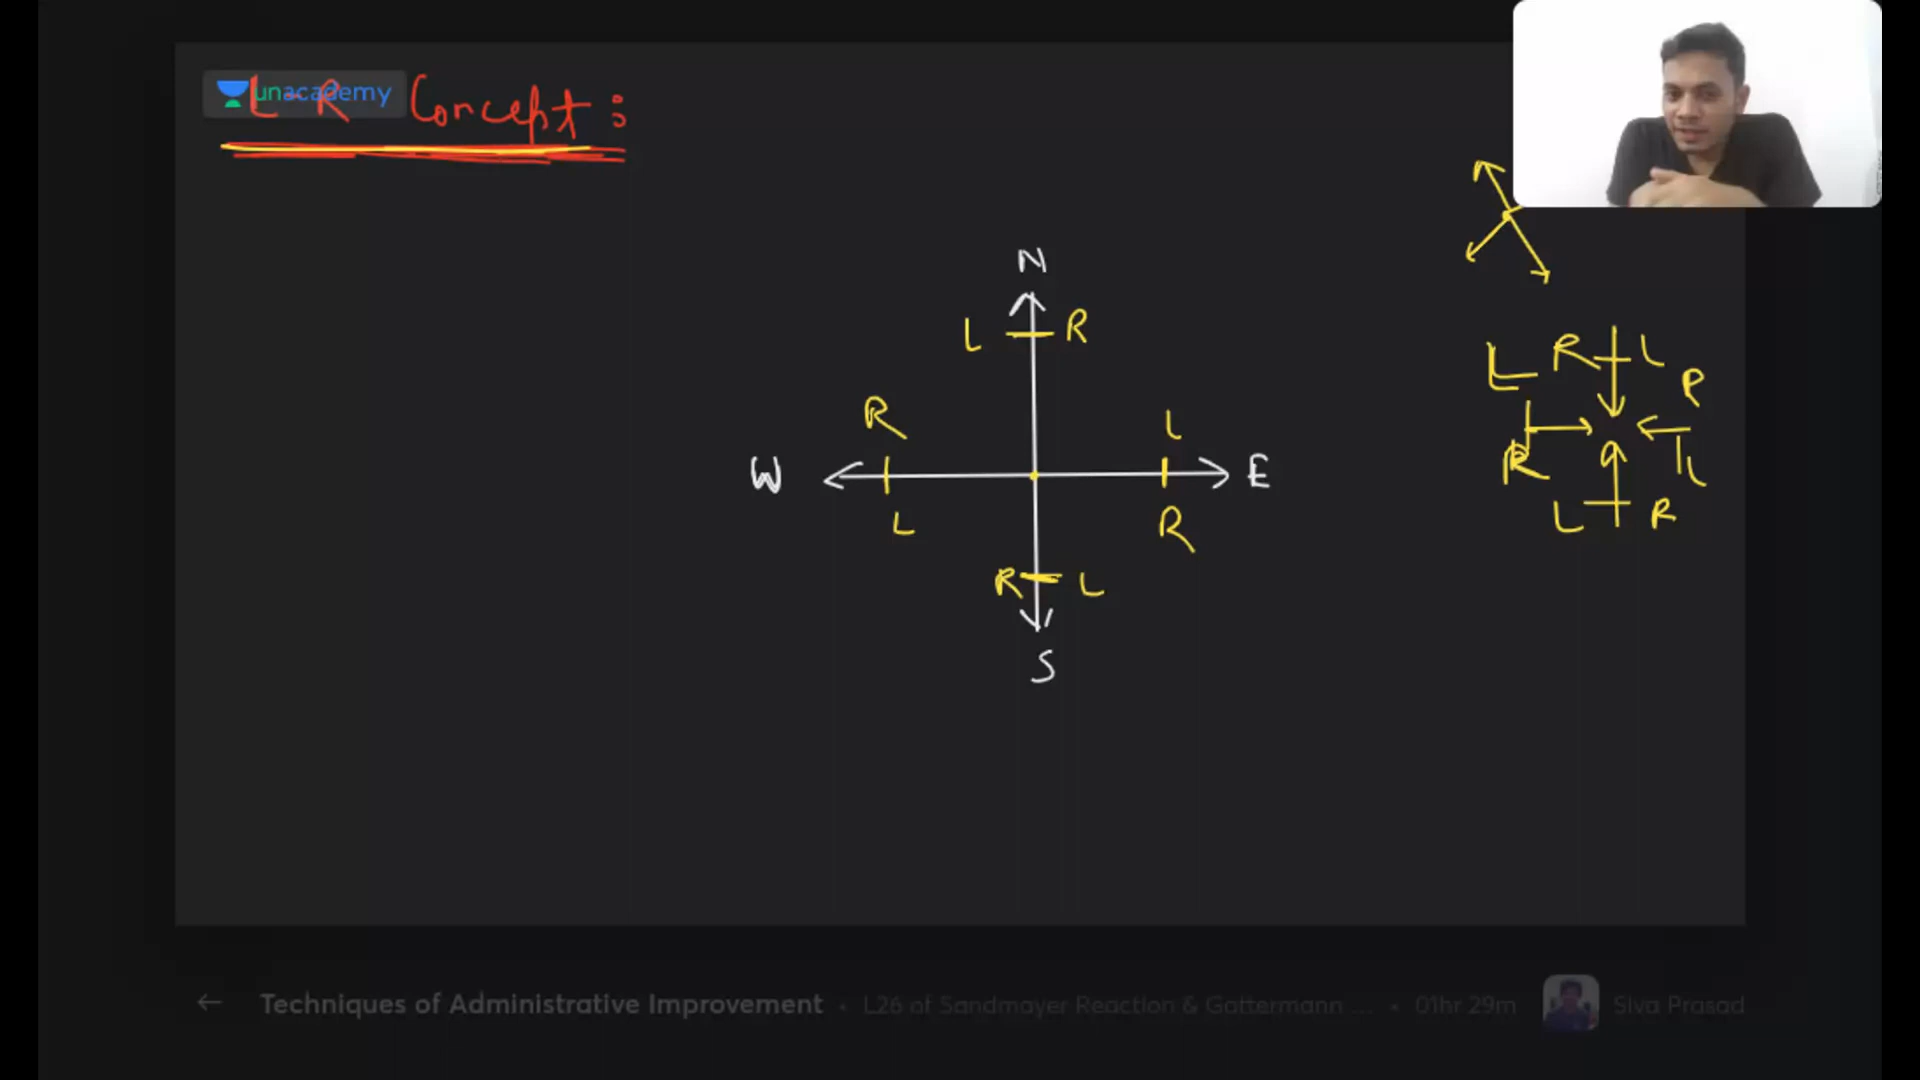 unacademy
L-R Concept:
N
L R
R L
W E
L R
R L
S
L R L
R
R L
L R
Techniques of Administrative Improvement • L26 of Sandmayer Reaction & Gattermann ... • 01hr 29m Siva Prasad